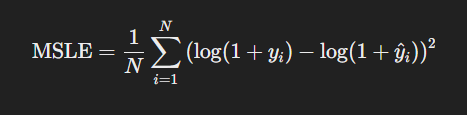 MSLE = \frac{1}{N} \sum_{i=1}^{N} (\log(1 + y_i) - \log(1 + \hat{y}_i))^2